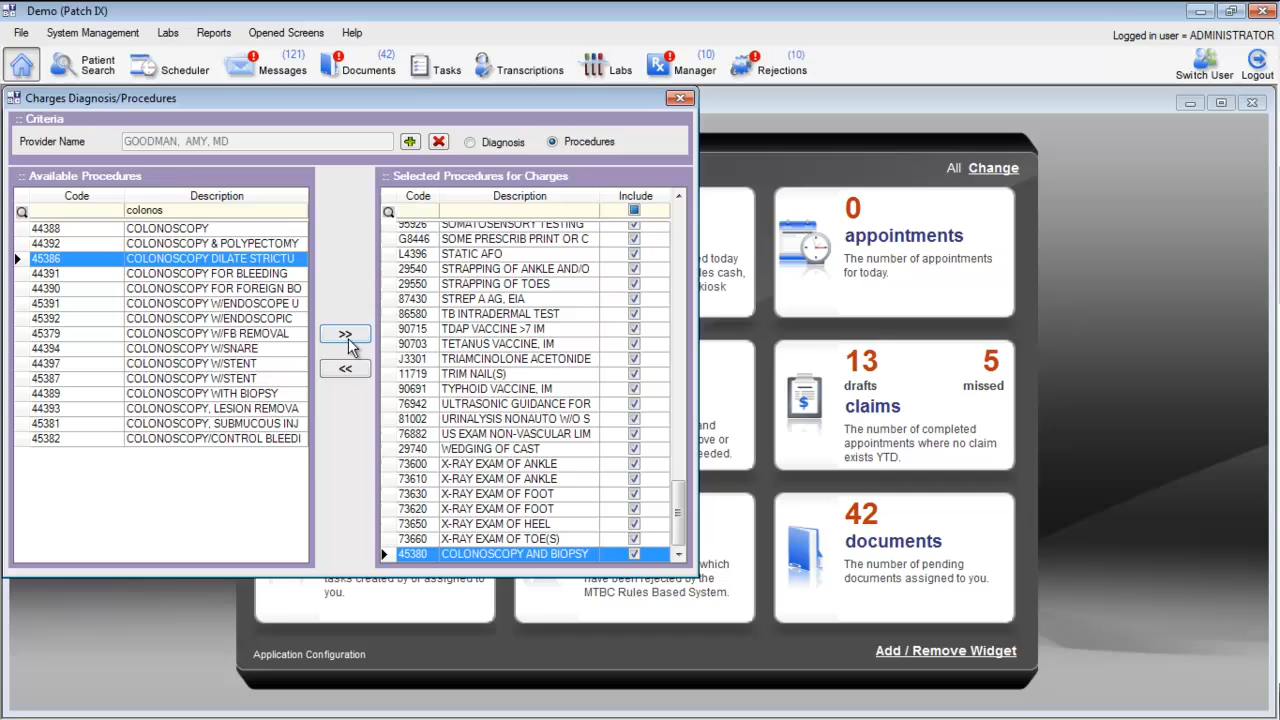 Demo (Patch IX)
File System Management Labs Reports Opened Screens Help
Logged in user = ADMINISTRATOR
Patient Search
Scheduler
Messages (121)
Documents (42)
Tasks
Transcriptions
Labs
Manager (10)
Rejections (10)
Switch User
Logout
Charges Diagnosis/Procedures
:: Criteria
Provider Name GOODMAN, AMY, MD
Diagnosis Procedures
:: Available Procedures
Code Description
colonos
44388 COLONOSCOPY
44392 COLONOSCOPY & POLYPECTOMY
45386 COLONOSCOPY DILATE STRICTU
44391 COLONOSCOPY FOR BLEEDING
44390 COLONOSCOPY FOR FOREIGN BO
45391 COLONOSCOPY W/ENDOSCOPE U
45392 COLONOSCOPY W/ENDOSCOPIC
45379 COLONOSCOPY W/FB REMOVAL
44394 COLONOSCOPY W/SNARE
44397 COLONOSCOPY W/STENT
45387 COLONOSCOPY W/STENT
44389 COLONOSCOPY WITH BIOPSY
44393 COLONOSCOPY, LESION REMOVA
45381 COLONOSCOPY, SUBMUCOUS INJ
45382 COLONOSCOPY/CONTROL BLEEDI
>>
<<
:: Selected Procedures for Charges
Code Description Include
95926 SOMATOSENSORY TESTING
G8446 SOME PRESCRIB PRINT OR C
L4396 STATIC AFO
29540 STRAPPING OF ANKLE AND/O
29550 STRAPPING OF TOES
87430 STREP A AG, EIA
86580 TB INTRADERMAL TEST
90715 TDAP VACCINE >7 IM
90703 TETANUS VACCINE, IM
J3301 TRIAMCINOLONE ACETONIDE
11719 TRIM NAIL(S)
90691 TYPHOID VACCINE, IM
76942 ULTRASONIC GUIDANCE FOR
81002 URINALYSIS NONAUTO W/O S
76882 US EXAM NON-VASCULAR LIM
29740 WEDGING OF CAST
73600 X-RAY EXAM OF ANKLE
73610 X-RAY EXAM OF ANKLE
73630 X-RAY EXAM OF FOOT
73620 X-RAY EXAM OF FOOT
73650 X-RAY EXAM OF HEEL
73660 X-RAY EXAM OF TOE(S)
45380 COLONOSCOPY AND BIOPSY
All Change
ed today
les cash,
kiosk
0
appointments
The number of appointments
for today.
and
ove or
eeded.
13 5
drafts missed
claims
The number of completed
appointments where no claim
exists YTD.
tasks created by or assigned to
you.
which
have been rejected by the
MTBC Rules Based System.
42
documents
The number of pending
documents assigned to you.
Application Configuration
Add / Remove Widget